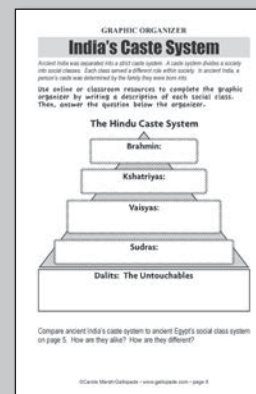 GRAPHIC ORGANIZER
India's Caste System
Ancient India was separated into a strict caste system. A caste system divides a society
into social classes. Each class served a different role within society. In ancient India, a
person's caste was determined by the family they were born into.
Use online or classroom resources to complete the graphic
organizer by writing a description of each social class.
Then, answer the question below the organizer.
The Hindu Caste System
Brahmin:
Kshatriyas:
Vaisyas:
Sudras:
Dalits: The Untouchables
Compare ancient India's caste system to ancient Egypt's social class system
on page 5. How are they alike? How are they different?
©Carole Marsh/Gallopade • www.gallopade.com • page 8